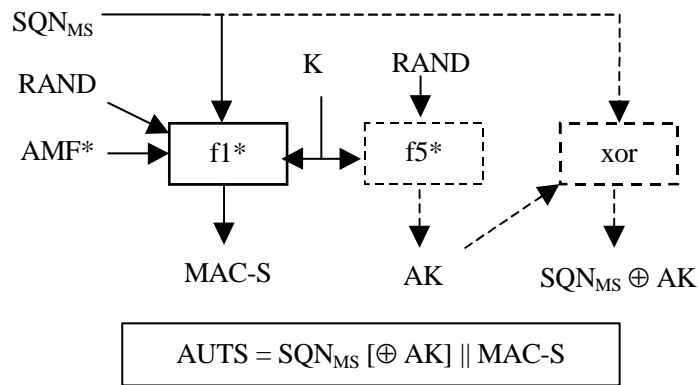 SQN_MS
K
RAND
RAND
AMF*
f1*
f5*
xor
MAC-S
AK
SQN_MS ⊕ AK
AUTS = SQN_MS [⊕ AK] || MAC-S